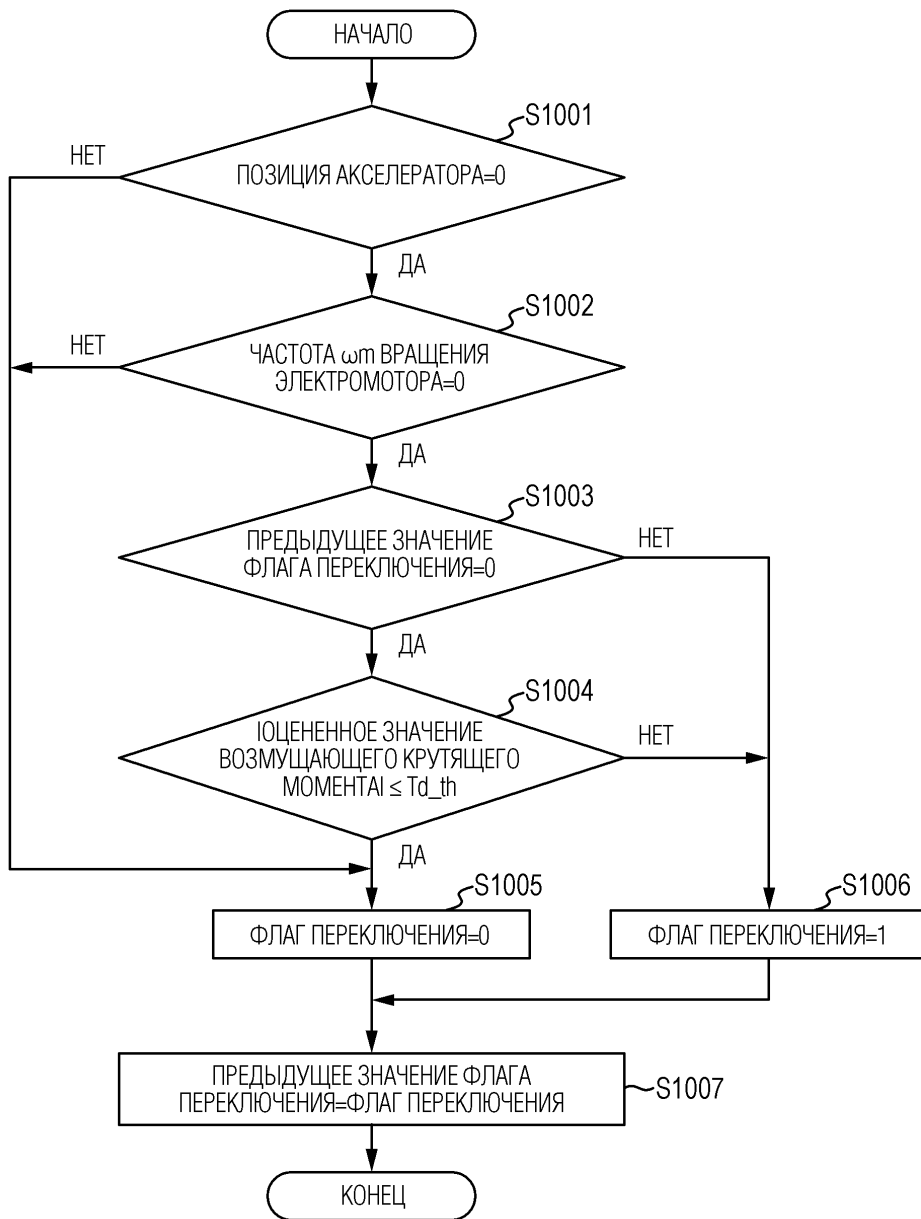 НАЧАЛО
S1001
НЕТ
ПОЗИЦИЯ АКСЕЛЕРАТОРА=0
ДА
S1002
НЕТ
ЧАСТОТА ωm ВРАЩЕНИЯ
ЭЛЕКТРОМОТОРА=0
ДА
S1003
ПРЕДЫДУЩЕЕ ЗНАЧЕНИЕ
ФЛАГА ПЕРЕКЛЮЧЕНИЯ=0
НЕТ
ДА
S1004
IОЦЕНЕННОЕ ЗНАЧЕНИЕ
ВОЗМУЩАЮЩЕГО КРУТЯЩЕГО
МОМЕНТАI ≤ Td_th
НЕТ
ДА
S1005
ФЛАГ ПЕРЕКЛЮЧЕНИЯ=0
S1006
ФЛАГ ПЕРЕКЛЮЧЕНИЯ=1
ПРЕДЫДУЩЕЕ ЗНАЧЕНИЕ ФЛАГА
ПЕРЕКЛЮЧЕНИЯ=ФЛАГ ПЕРЕКЛЮЧЕНИЯ
S1007
КОНЕЦ